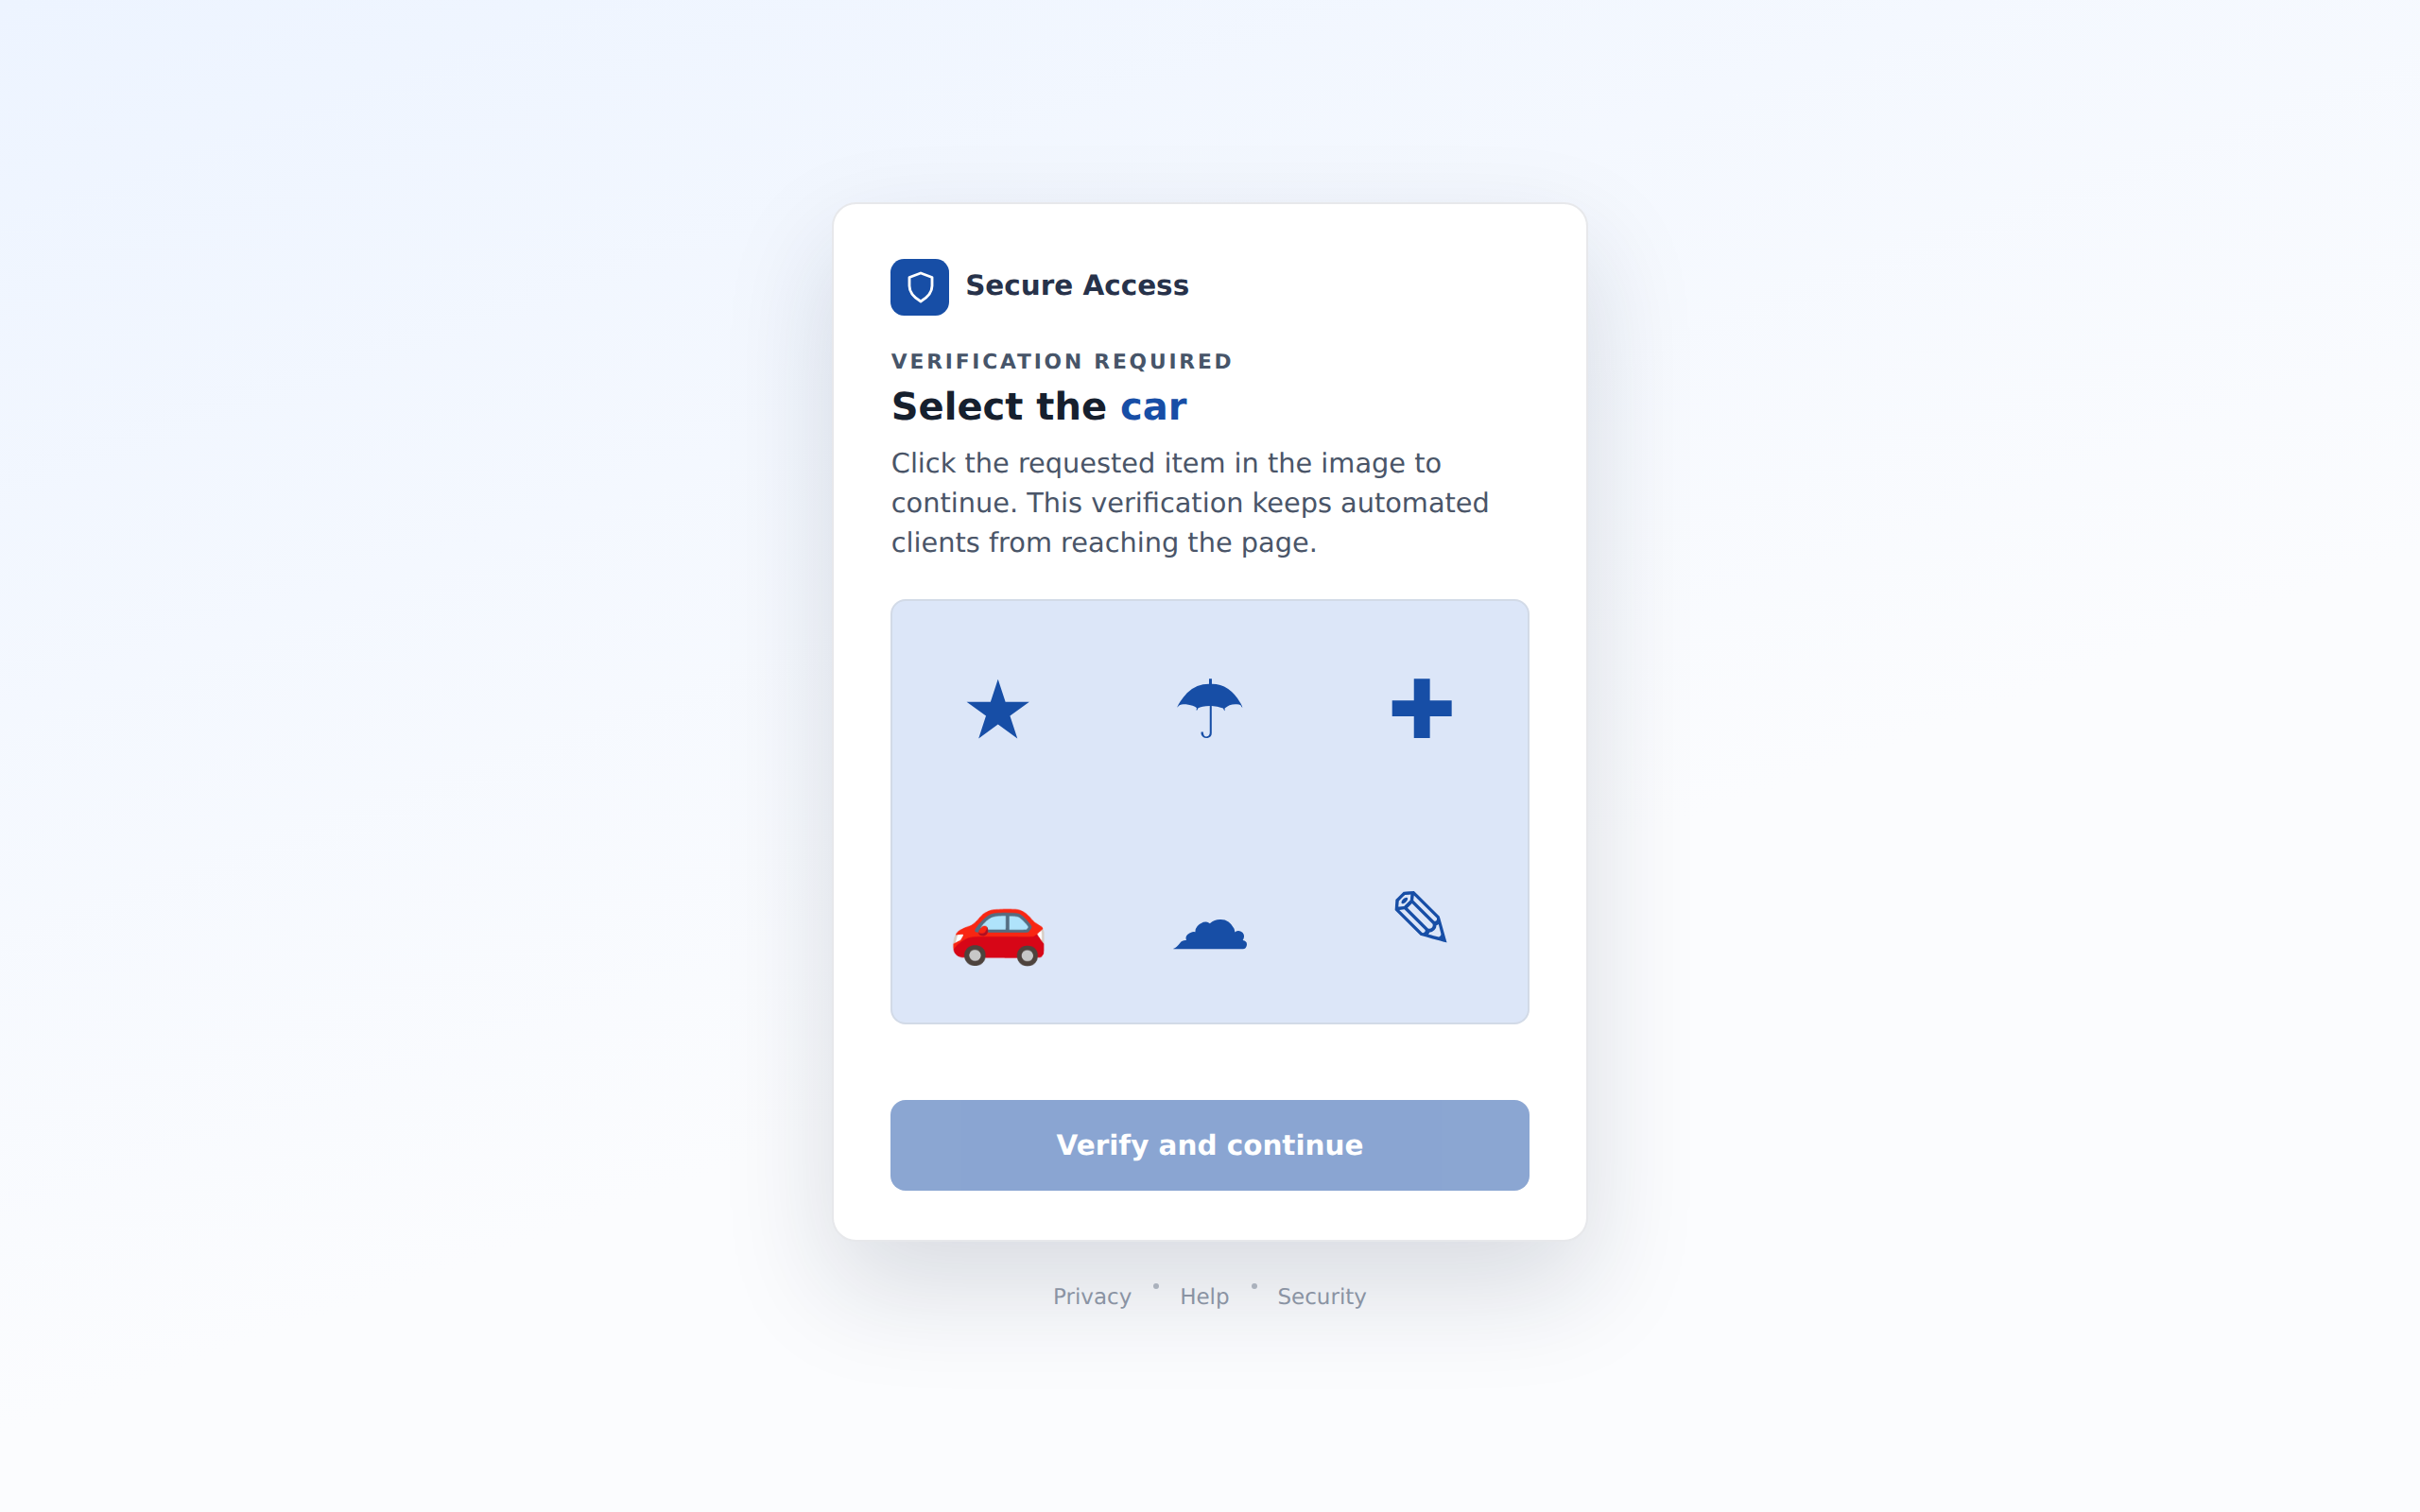 Secure Access
VERIFICATION REQUIRED
Select the car
Click the requested item in the image to
continue. This verification keeps automated
clients from reaching the page.
Verify and continue
Privacy • Help • Security